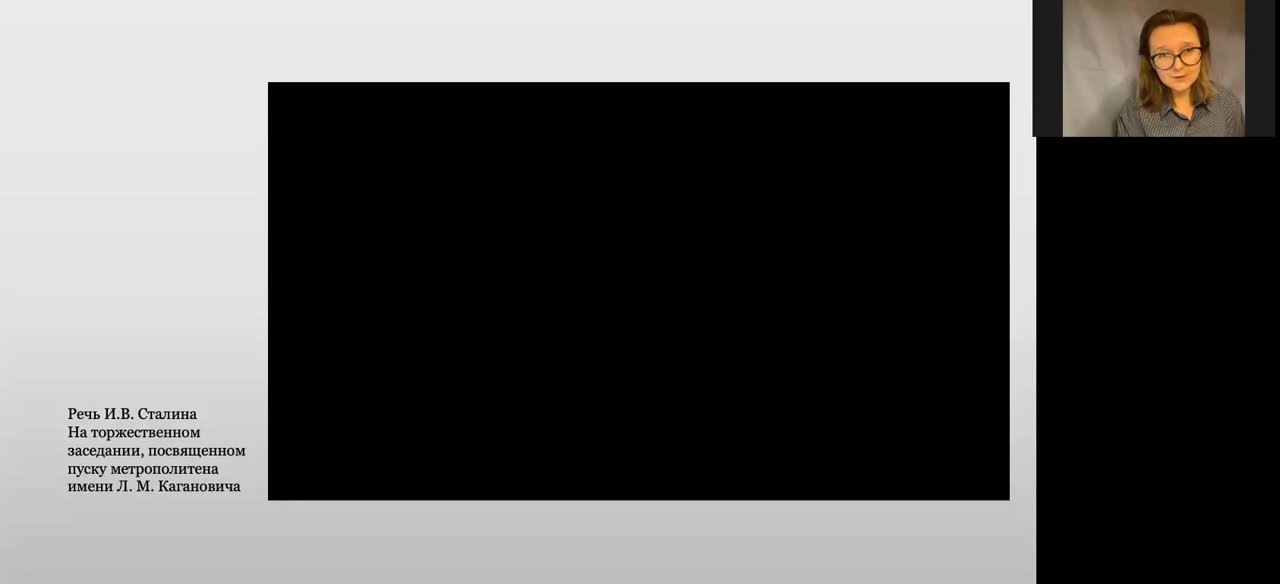 Речь И.В. Сталина
На торжественном
заседании, посвященном
пуску метрополитена
имени Л. М. Кагановича